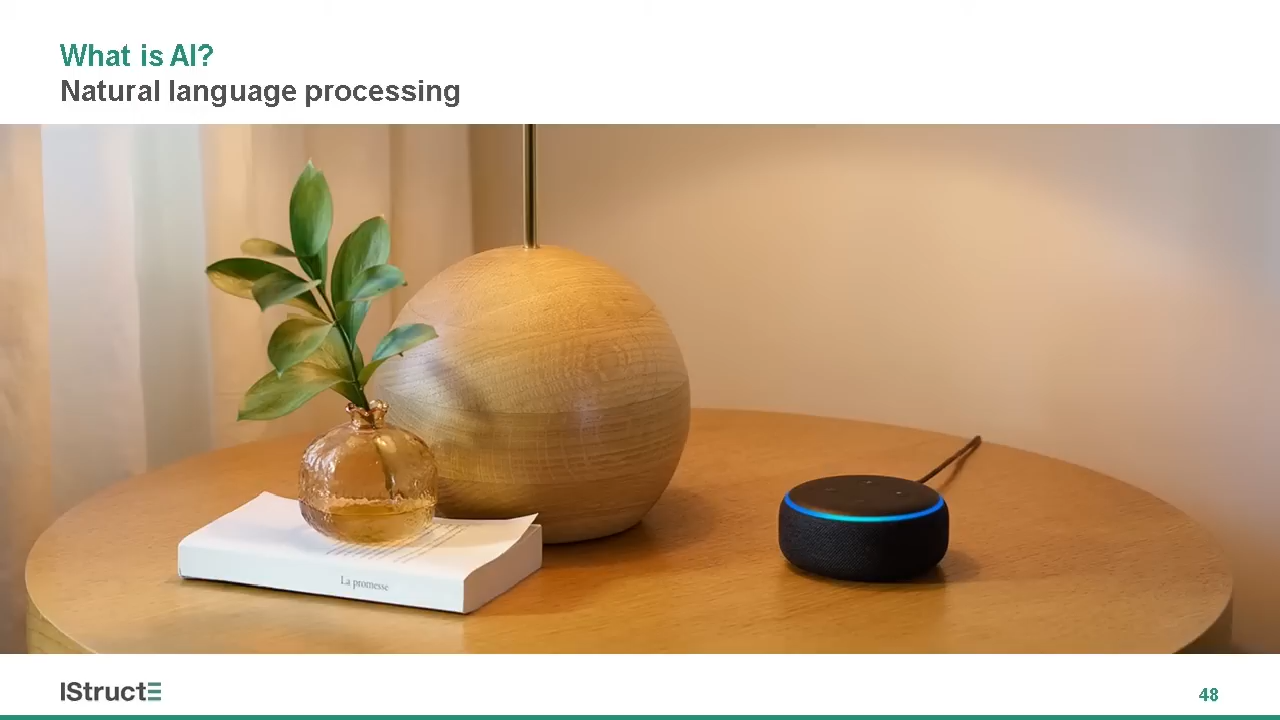 What is AI?
Natural language processing
La promesse
IStructE
48